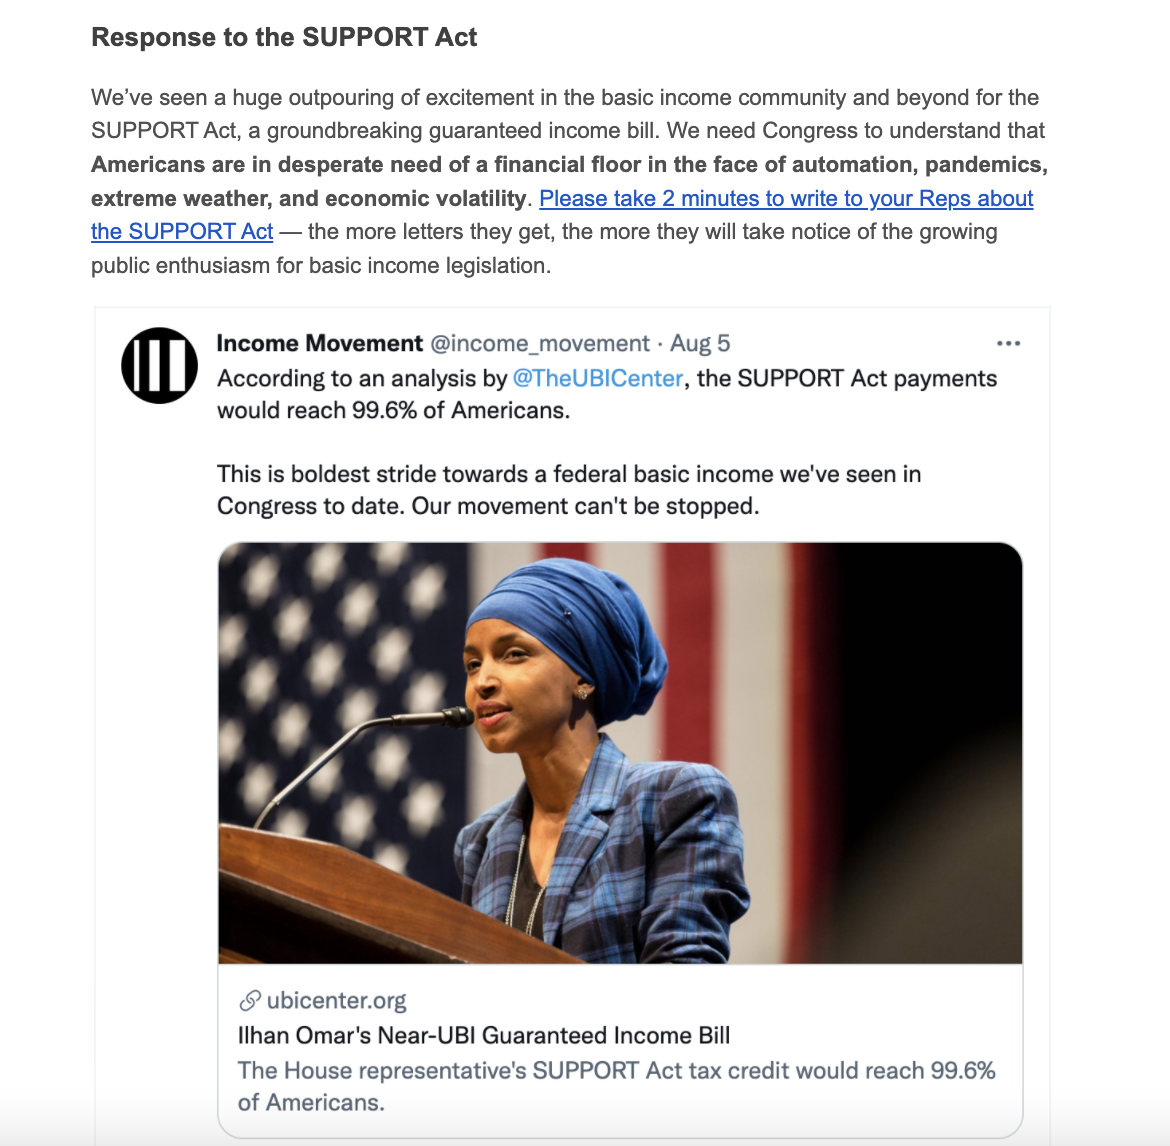 Response to the SUPPORT Act
We’ve seen a huge outpouring of excitement in the basic income community and beyond for the
SUPPORT Act, a groundbreaking guaranteed income bill. We need Congress to understand that
Americans are in desperate need of a financial floor in the face of automation, pandemics,
extreme weather, and economic volatility. Please take 2 minutes to write to your Reps about
the SUPPORT Act — the more letters they get, the more they will take notice of the growing
public enthusiasm for basic income legislation.
Income Movement @income_movement · Aug 5
According to an analysis by @TheUBICenter, the SUPPORT Act payments
would reach 99.6% of Americans.
This is boldest stride towards a federal basic income we've seen in
Congress to date. Our movement can't be stopped.
ubicenter.org
Ilhan Omar's Near-UBI Guaranteed Income Bill
The House representative's SUPPORT Act tax credit would reach 99.6%
of Americans.